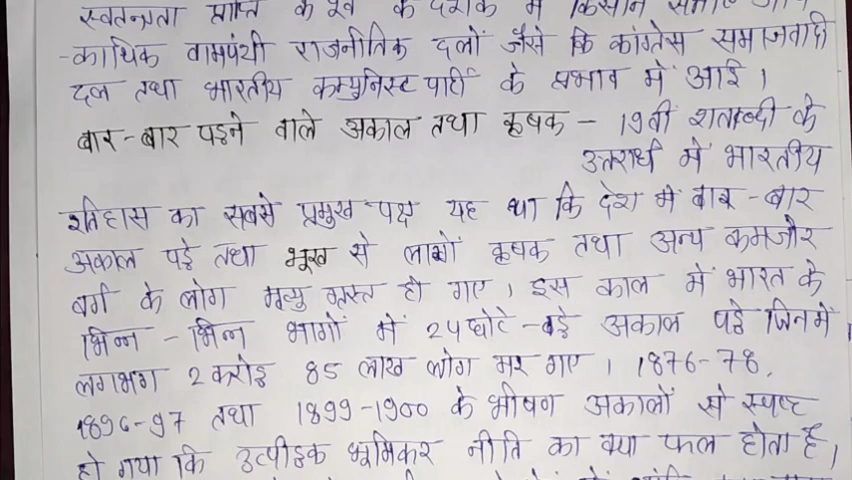 स्वतन्त्रता प्राप्ति के पूर्व के दशक में किसान सभाएं
-काधिक वामपंथी राजनीतिक दलों जैसे कि कांग्रेस समाजवादी
दल तथा भारतीय कम्युनिस्ट पार्टी के प्रभाव में आई।
बार-बार पड़ने वाले अकाल तथा कृषक - 19वीं शताब्दी के
उत्तरार्ध में भारतीय
इतिहास का सबसे प्रमुख पक्ष यह था कि देश में बार-बार
अकाल पड़े तथा भूख से लाखों कृषक तथा अन्य कमजोर
वर्ग के लोग मृत्यु ग्रस्त हो गए। इस काल में भारत के
भिन्न - भिन्न भागों में 24 छोटे-बड़े अकाल पड़े जिनमें
लगभग 2 करोड़ 85 लाख लोग मर गए। 1876-78,
1896-97 तथा 1899-1900 के भीषण अकालों से स्पष्ट
हो गया कि उत्पीड़क भूमिकर नीति का क्या फल होता है।